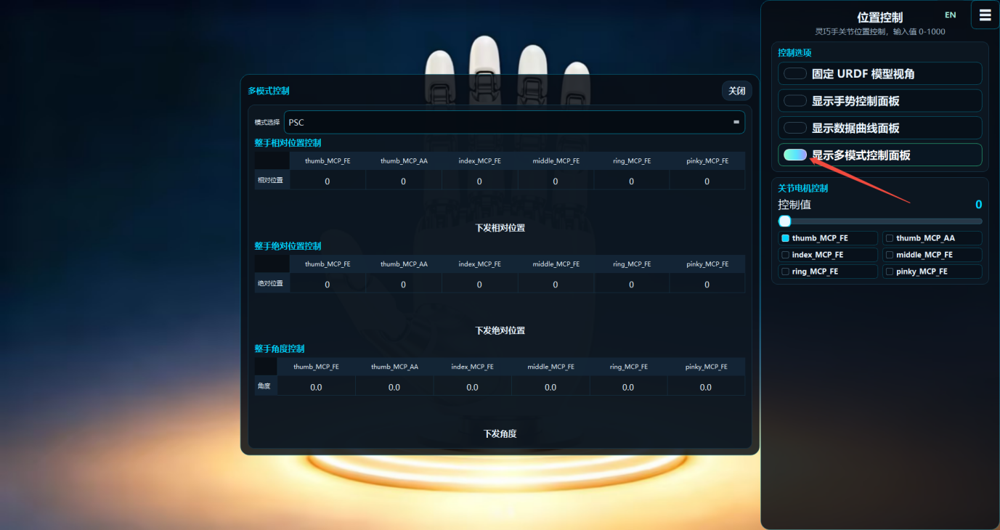 位置控制
EN
灵巧手关节位置控制，输入值 0-1000
控制选项
固定 URDF 模型视角
显示手势控制面板
显示数据曲线面板
显示多模式控制面板
关节电机控制
控制值 0
thumb_MCP_FE thumb_MCP_AA
index_MCP_FE middle_MCP_FE
ring_MCP_FE pinky_MCP_FE
多模式控制 关闭
模式选择 PSC
整手相对位置控制
thumb_MCP_FE thumb_MCP_AA index_MCP_FE middle_MCP_FE ring_MCP_FE pinky_MCP_FE
相对位置 0 0 0 0 0 0
下发相对位置
整手绝对位置控制
thumb_MCP_FE thumb_MCP_AA index_MCP_FE middle_MCP_FE ring_MCP_FE pinky_MCP_FE
绝对位置 0 0 0 0 0 0
下发绝对位置
整手角度控制
thumb_MCP_FE thumb_MCP_AA index_MCP_FE middle_MCP_FE ring_MCP_FE pinky_MCP_FE
角度 0.0 0.0 0.0 0.0 0.0 0.0
下发角度